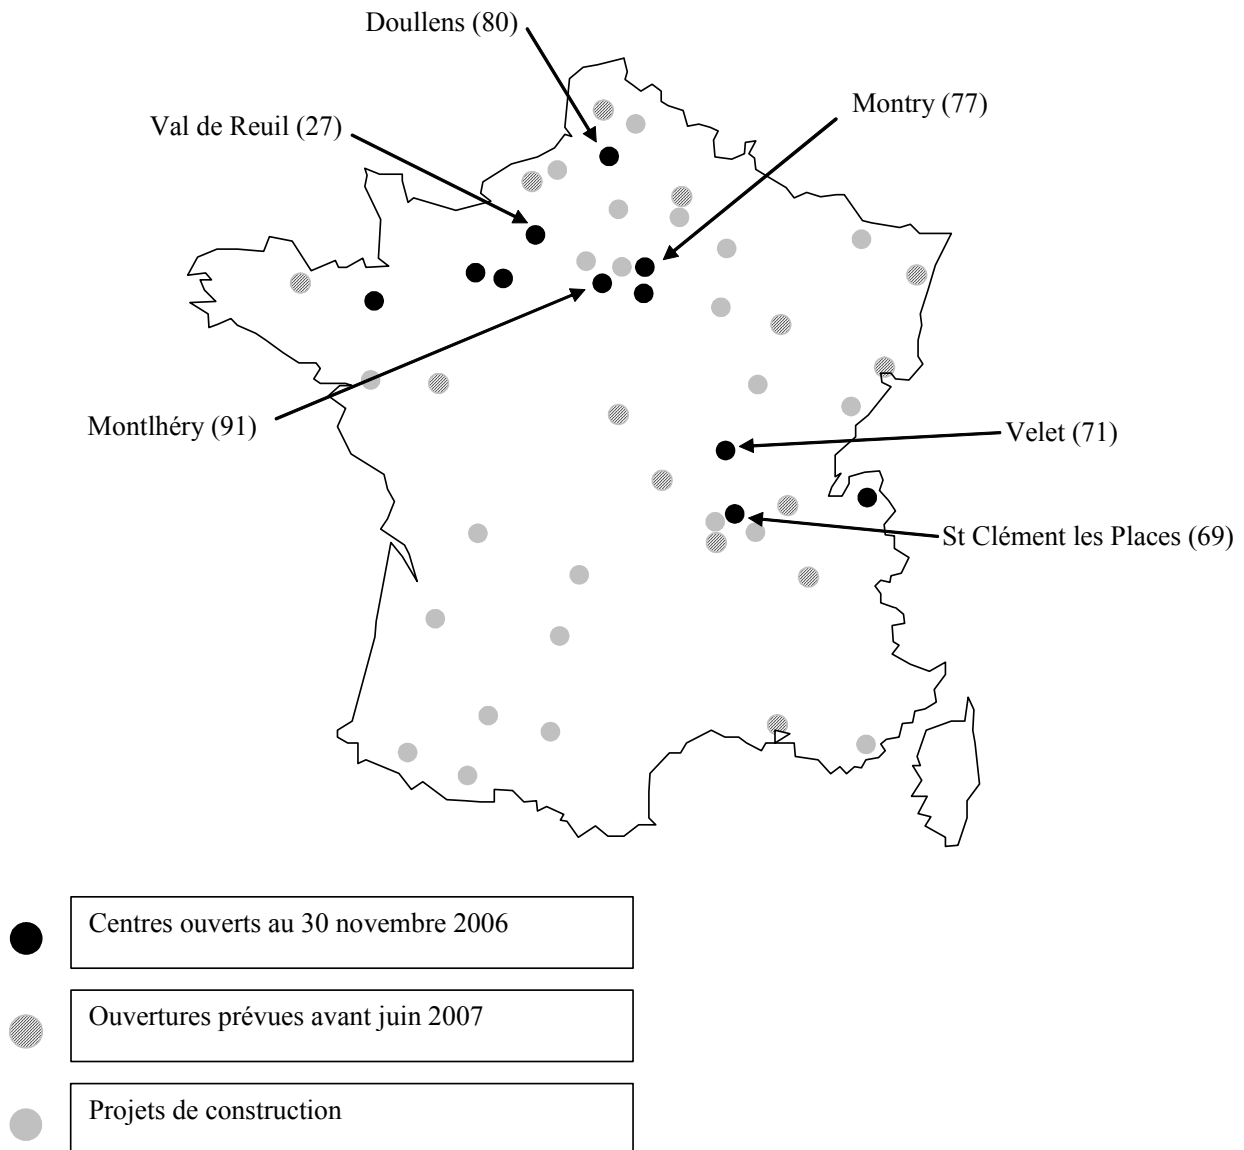 Doullens (80)
Montry (77)
Val de Reuil (27)
Montlhéry (91)
Velet (71)
St Clément les Places (69)
Centres ouverts au 30 novembre 2006
Ouvertures prévues avant juin 2007
Projets de construction